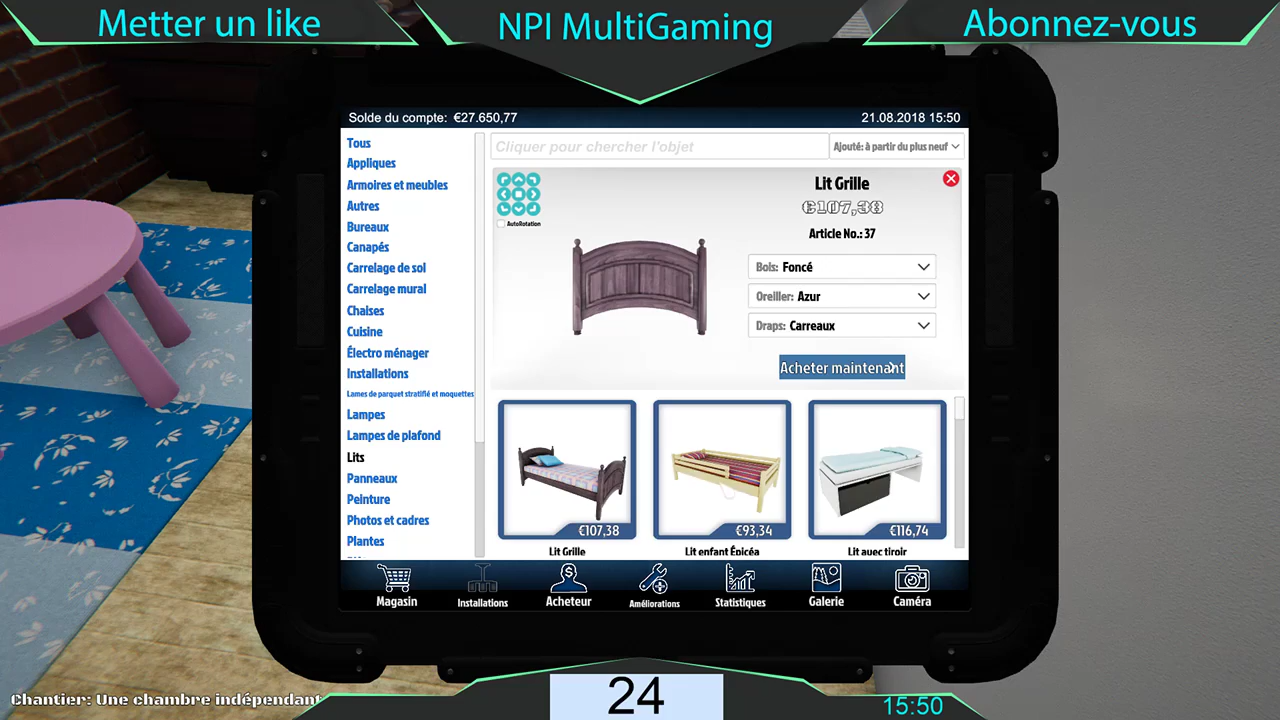 Metter un like
NPI MultiGaming
Abonnez-vous
Solde du compte: €27.650,77
21.08.2018 15:50
Tous
Appliques
Armoires et meubles
Autres
Bureaux
Canapés
Carrelage de sol
Carrelage mural
Chaises
Cuisine
Électro ménager
Installations
Lames de parquet stratifié et moquettes
Lampes
Lampes de plafond
Lits
Panneaux
Peinture
Photos et cadres
Plantes
Cliquer pour chercher l'objet
Ajouté: à partir du plus neuf
AutoRotation
Lit Grille
€107,38
Article No.: 37
Bois: Foncé
Oreiller: Azur
Draps: Carreaux
Acheter maintenant
€107,38
Lit Grille
€93,34
Lit enfant Épicéa
€116,74
Lit avec tiroir
Magasin
Installations
Acheteur
Améliorations
Statistiques
Galerie
Caméra
Chantier: Une chambre indépendant
24
15:50